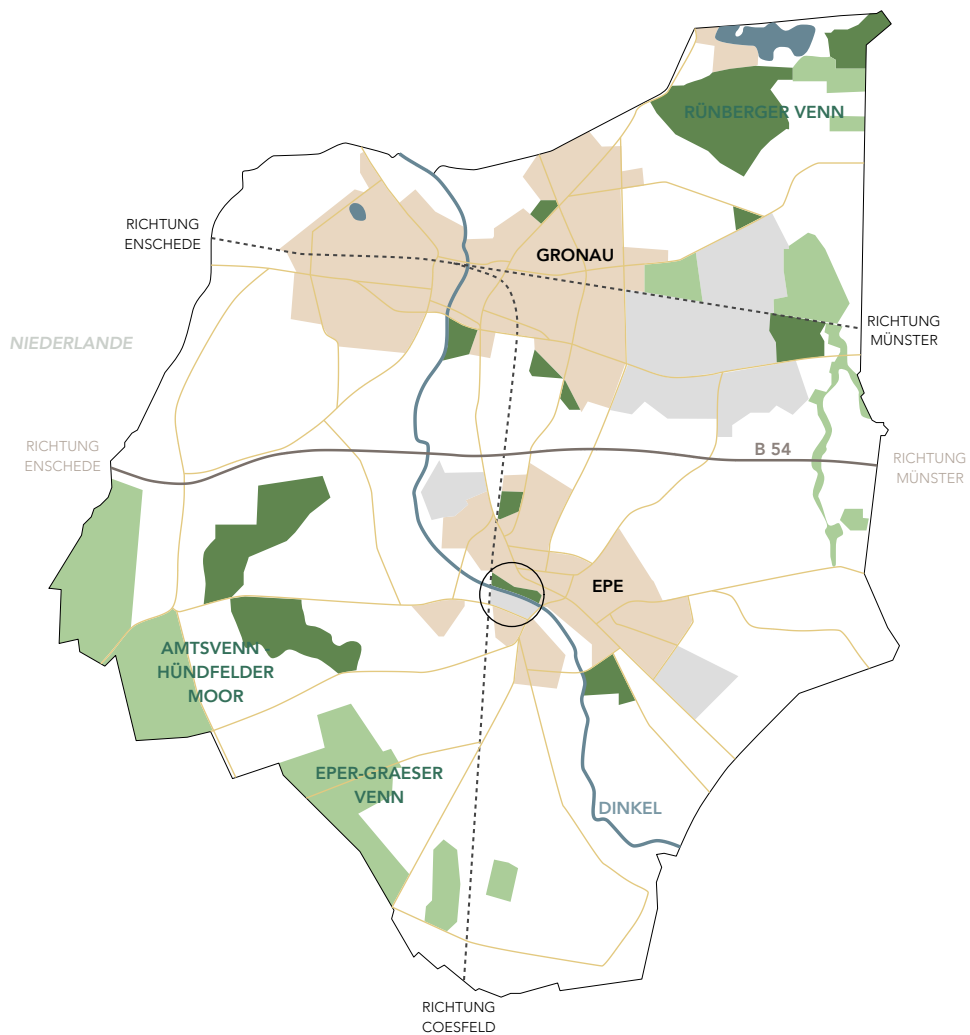 RÜNBERGER VENN
RICHTUNG
ENSCHEDE
GRONAU
RICHTUNG
MÜNSTER
NIEDERLANDE
RICHTUNG
ENSCHEDE
B 54
RICHTUNG
MÜNSTER
EPE
AMTSVENN -
HÜNDFELDER
MOOR
EPER-GRAESER
VENN
DINKEL
RICHTUNG
COESFELD